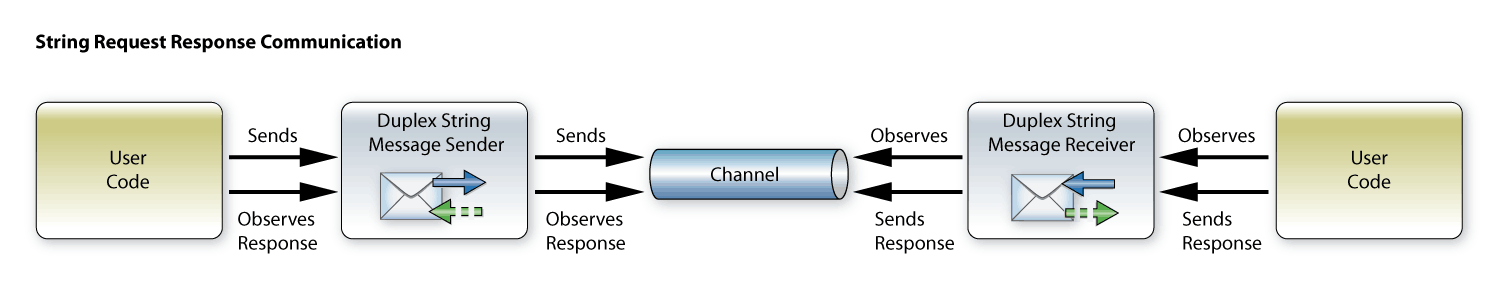 String Request Response Communication
User
Code
Sends
Observes
Response
Duplex String
Message Sender
Sends
Observes
Response
Channel
Observes
Sends
Response
Duplex String
Message Receiver
Observes
Sends
Response
User
Code